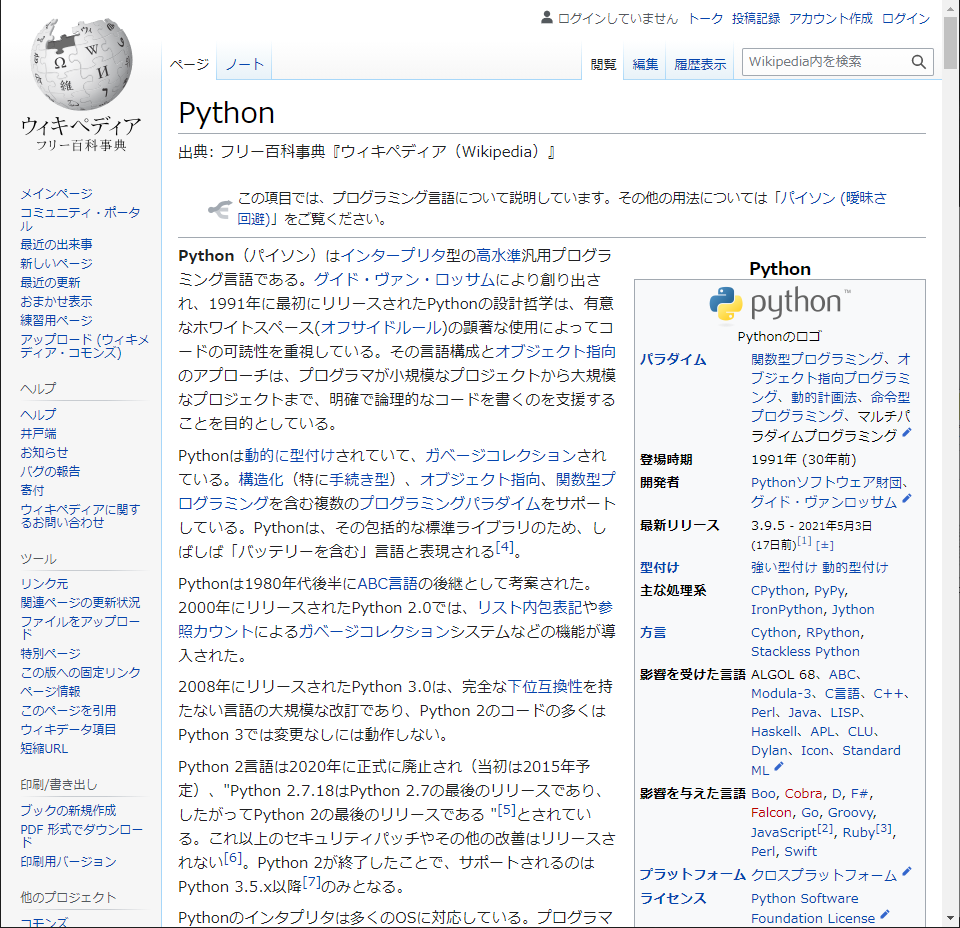 ログインしていません トーク 投稿記録 アカウント作成 ログイン
ページ ノート 閲覧 編集 履歴表示 Wikipedia内を検索
ウィキペディア
フリー百科事典
メインページ
コミュニティ・ポータ
ル
最近の出来事
新しいページ
最近の更新
おまかせ表示
練習用ページ
アップロード (ウィキメ
ディア・コモンズ)
ヘルプ
ヘルプ
井戸端
お知らせ
バグの報告
寄付
ウィキペディアに関す
るお問い合わせ
ツール
リンク元
関連ページの更新状況
ファイルをアップロー
ド
特別ページ
この版への固定リンク
ページ情報
このページを引用
ウィキデータ項目
短縮URL
印刷/書き出し
ブックの新規作成
PDF 形式でダウンロー
ド
印刷用バージョン
他のプロジェクト
コモンズ
Python
出典: フリー百科事典『ウィキペディア（Wikipedia）』
この項目では、プログラミング言語について説明しています。その他の用法については「パイソン (曖昧さ
回避)」をご覧ください。
Python（パイソン）はインタープリタ型の高水準汎用プログラ
ミング言語である。グイド・ヴァン・ロッサムにより創り出さ
れ、1991年に最初にリリースされたPythonの設計哲学は、有意
なホワイトスペース(オフサイドルール)の顕著な使用によってコ
ードの可読性を重視している。その言語構成とオブジェクト指向
のアプローチは、プログラマが小規模なプロジェクトから大規模
なプロジェクトまで、明確で論理的なコードを書くのを支援する
ことを目的としている。
Pythonは動的に型付けされていて、ガベージコレクションされ
ている。構造化（特に手続き型）、オブジェクト指向、関数型プ
ログラミングを含む複数のプログラミングパラダイムをサポート
している。Pythonは、その包括的な標準ライブラリのため、し
ばしば「バッテリーを含む」言語と表現される[4]。
Pythonは1980年代後半にABC言語の後継として考案された。
2000年にリリースされたPython 2.0では、リスト内包表記や参
照カウントによるガベージコレクションシステムなどの機能が導
入された。
2008年にリリースされたPython 3.0は、完全な下位互換性を持
たない言語の大規模な改訂であり、Python 2のコードの多くは
Python 3では変更なしには動作しない。
Python 2言語は2020年に正式に廃止され（当初は2015年予
定）、"Python 2.7.18はPython 2.7の最後のリリースであり、
したがってPython 2の最後のリリースである "[5]とされてい
る。これ以上のセキュリティパッチやその他の改善はリリースさ
れない[6]。Python 2が終了したことで、サポートされるのは
Python 3.5.x以降[7]のみとなる。
Pythonのインタプリタは多くのOSに対応している。プログラマ
Python
python™
Pythonのロゴ
パラダイム 関数型プログラミング、オ
ブジェクト指向プログラミ
ング、動的計画法、命令型
プログラミング、マルチパ
ラダイムプログラミング
登場時期 1991年 (30年前)
開発者 Pythonソフトウェア財団、
グイド・ヴァンロッサム
最新リリース 3.9.5 - 2021年5月3日
(17日前)[1] [±]
型付け 強い型付け 動的型付け
主な処理系 CPython, PyPy,
IronPython, Jython
方言 Cython, RPython,
Stackless Python
影響を受けた言語 ALGOL 68、ABC、
Modula-3、C言語、C++、
Perl、Java、LISP、
Haskell、APL、CLU、
Dylan、Icon、Standard
ML
影響を与えた言語 Boo, Cobra, D, F#,
Falcon, Go, Groovy,
JavaScript[2], Ruby[3],
Perl, Swift
プラットフォーム クロスプラットフォーム
ライセンス Python Software
Foundation License